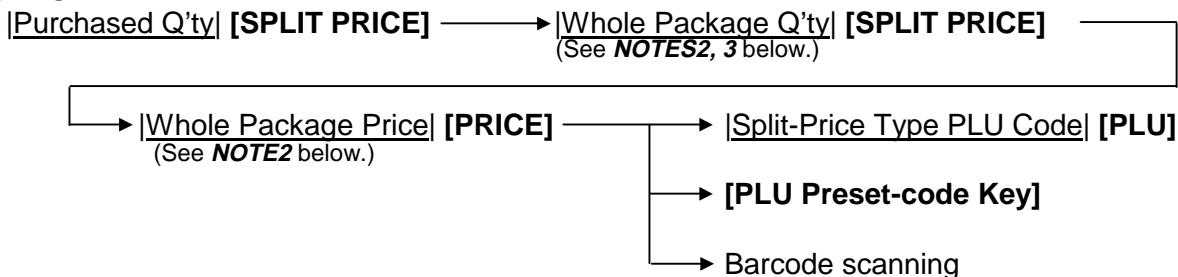 |Purchased Q’ty| [SPLIT PRICE] |Whole Package Q’ty| [SPLIT PRICE]
(See NOTES2, 3 below.)
|Whole Package Price| [PRICE] |Split-Price Type PLU Code| [PLU]
(See NOTE2 below.)
[PLU Preset-code Key]
Barcode scanning